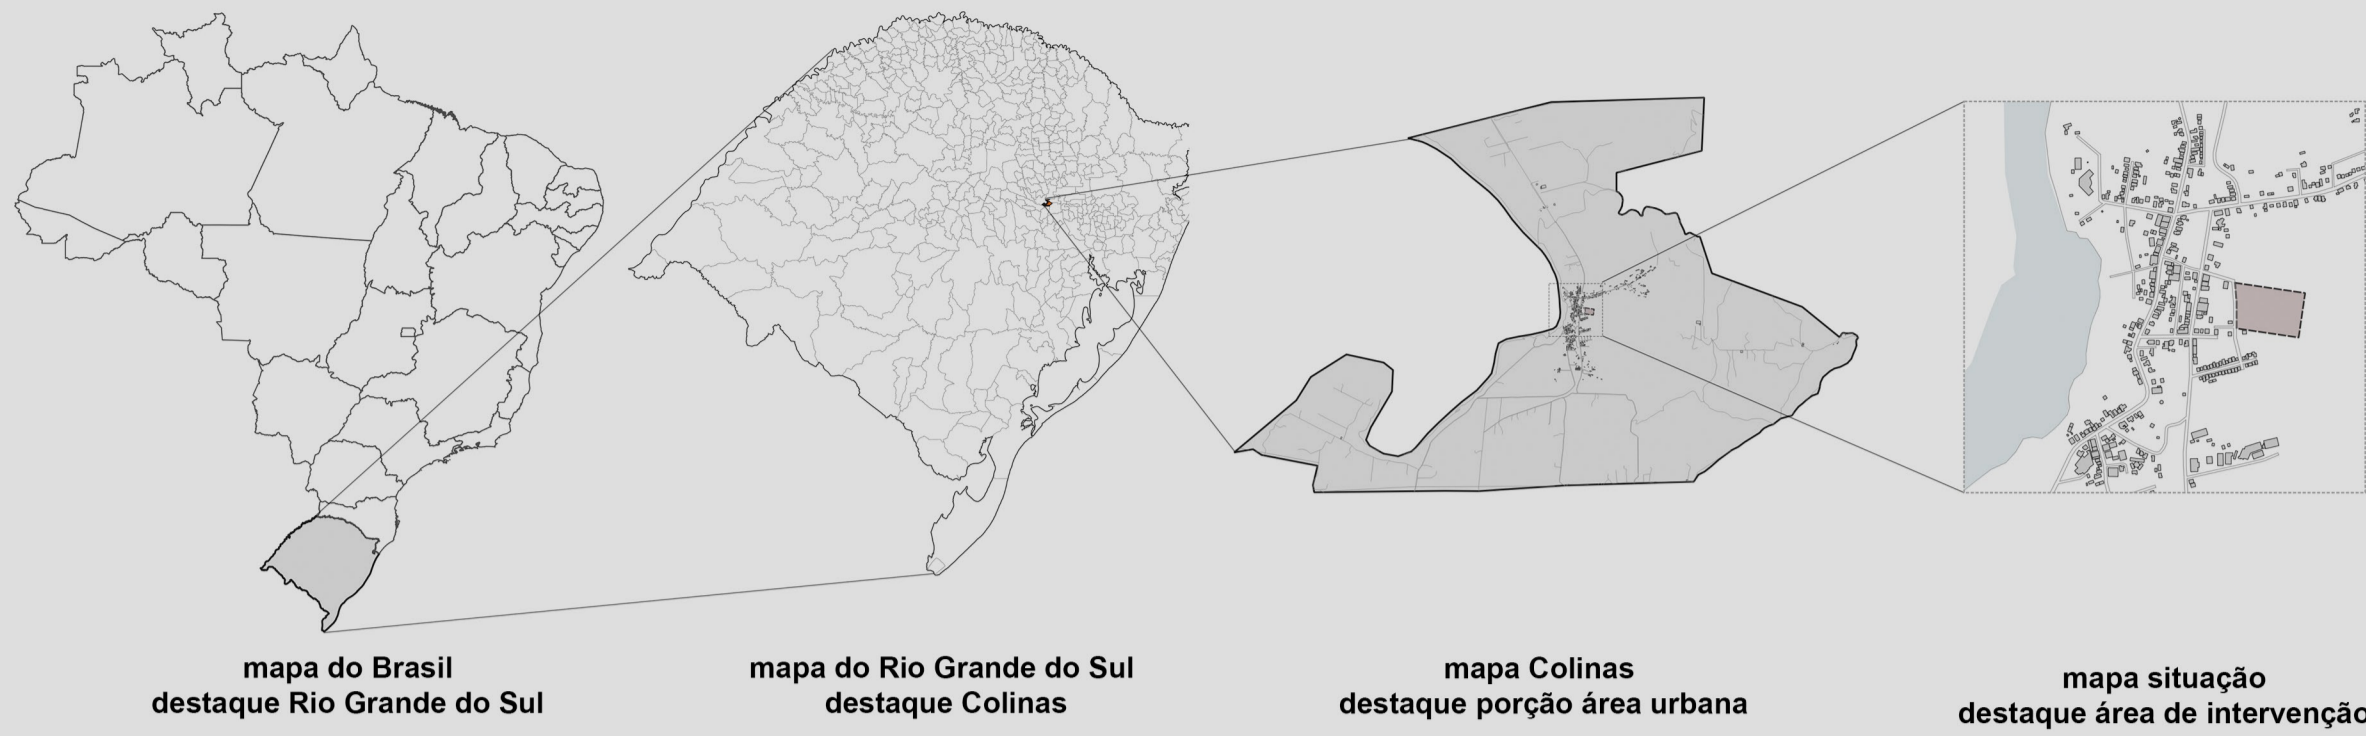 mapa do Brasil
destaque Rio Grande do Sul
mapa do Rio Grande do Sul
destaque Colinas
mapa Colinas
destaque porção área urbana
mapa situação
destaque área de intervenção